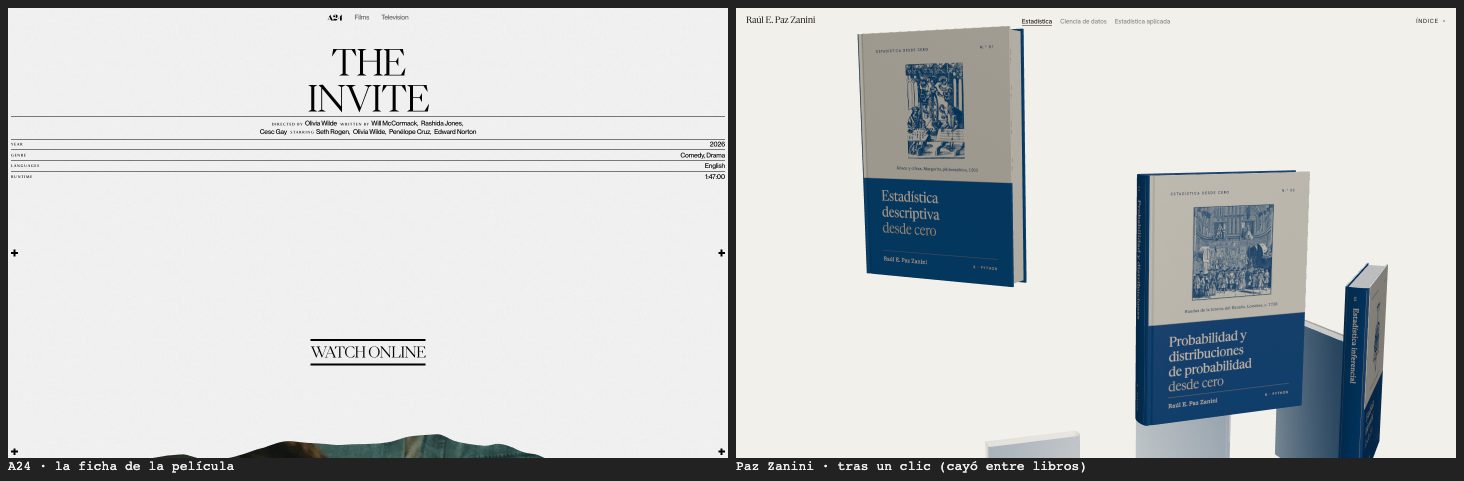 A24 Films Television
THE
INVITE
DIRECTED BY Olivia Wilde WRITTEN BY Will McCormack, Rashida Jones,
Cesc Gay STARRING Seth Rogen, Olivia Wilde, Penélope Cruz, Edward Norton
YEAR 2026
GENRE Comedy, Drama
LANGUAGES English
RUNTIME 1:47:00
WATCH ONLINE
A24 · la ficha de la película
Raúl E. Paz Zanini
Estadística Ciencia de datos Estadística aplicada
ÍNDICE +
ESTADÍSTICA DESDE CERO N.º 01
Estadística
descriptiva
desde cero
Raúl E. Paz Zanini
R · PYTHON
ESTADÍSTICA DESDE CERO
Probabilidad y
distribuciones
de probabilidad
desde cero
Raúl E. Paz Zanini
R · PYTHON
Probabilidad y distribuciones
Estadística inferencial
Paz Zanini · tras un clic (cayó entre libros)